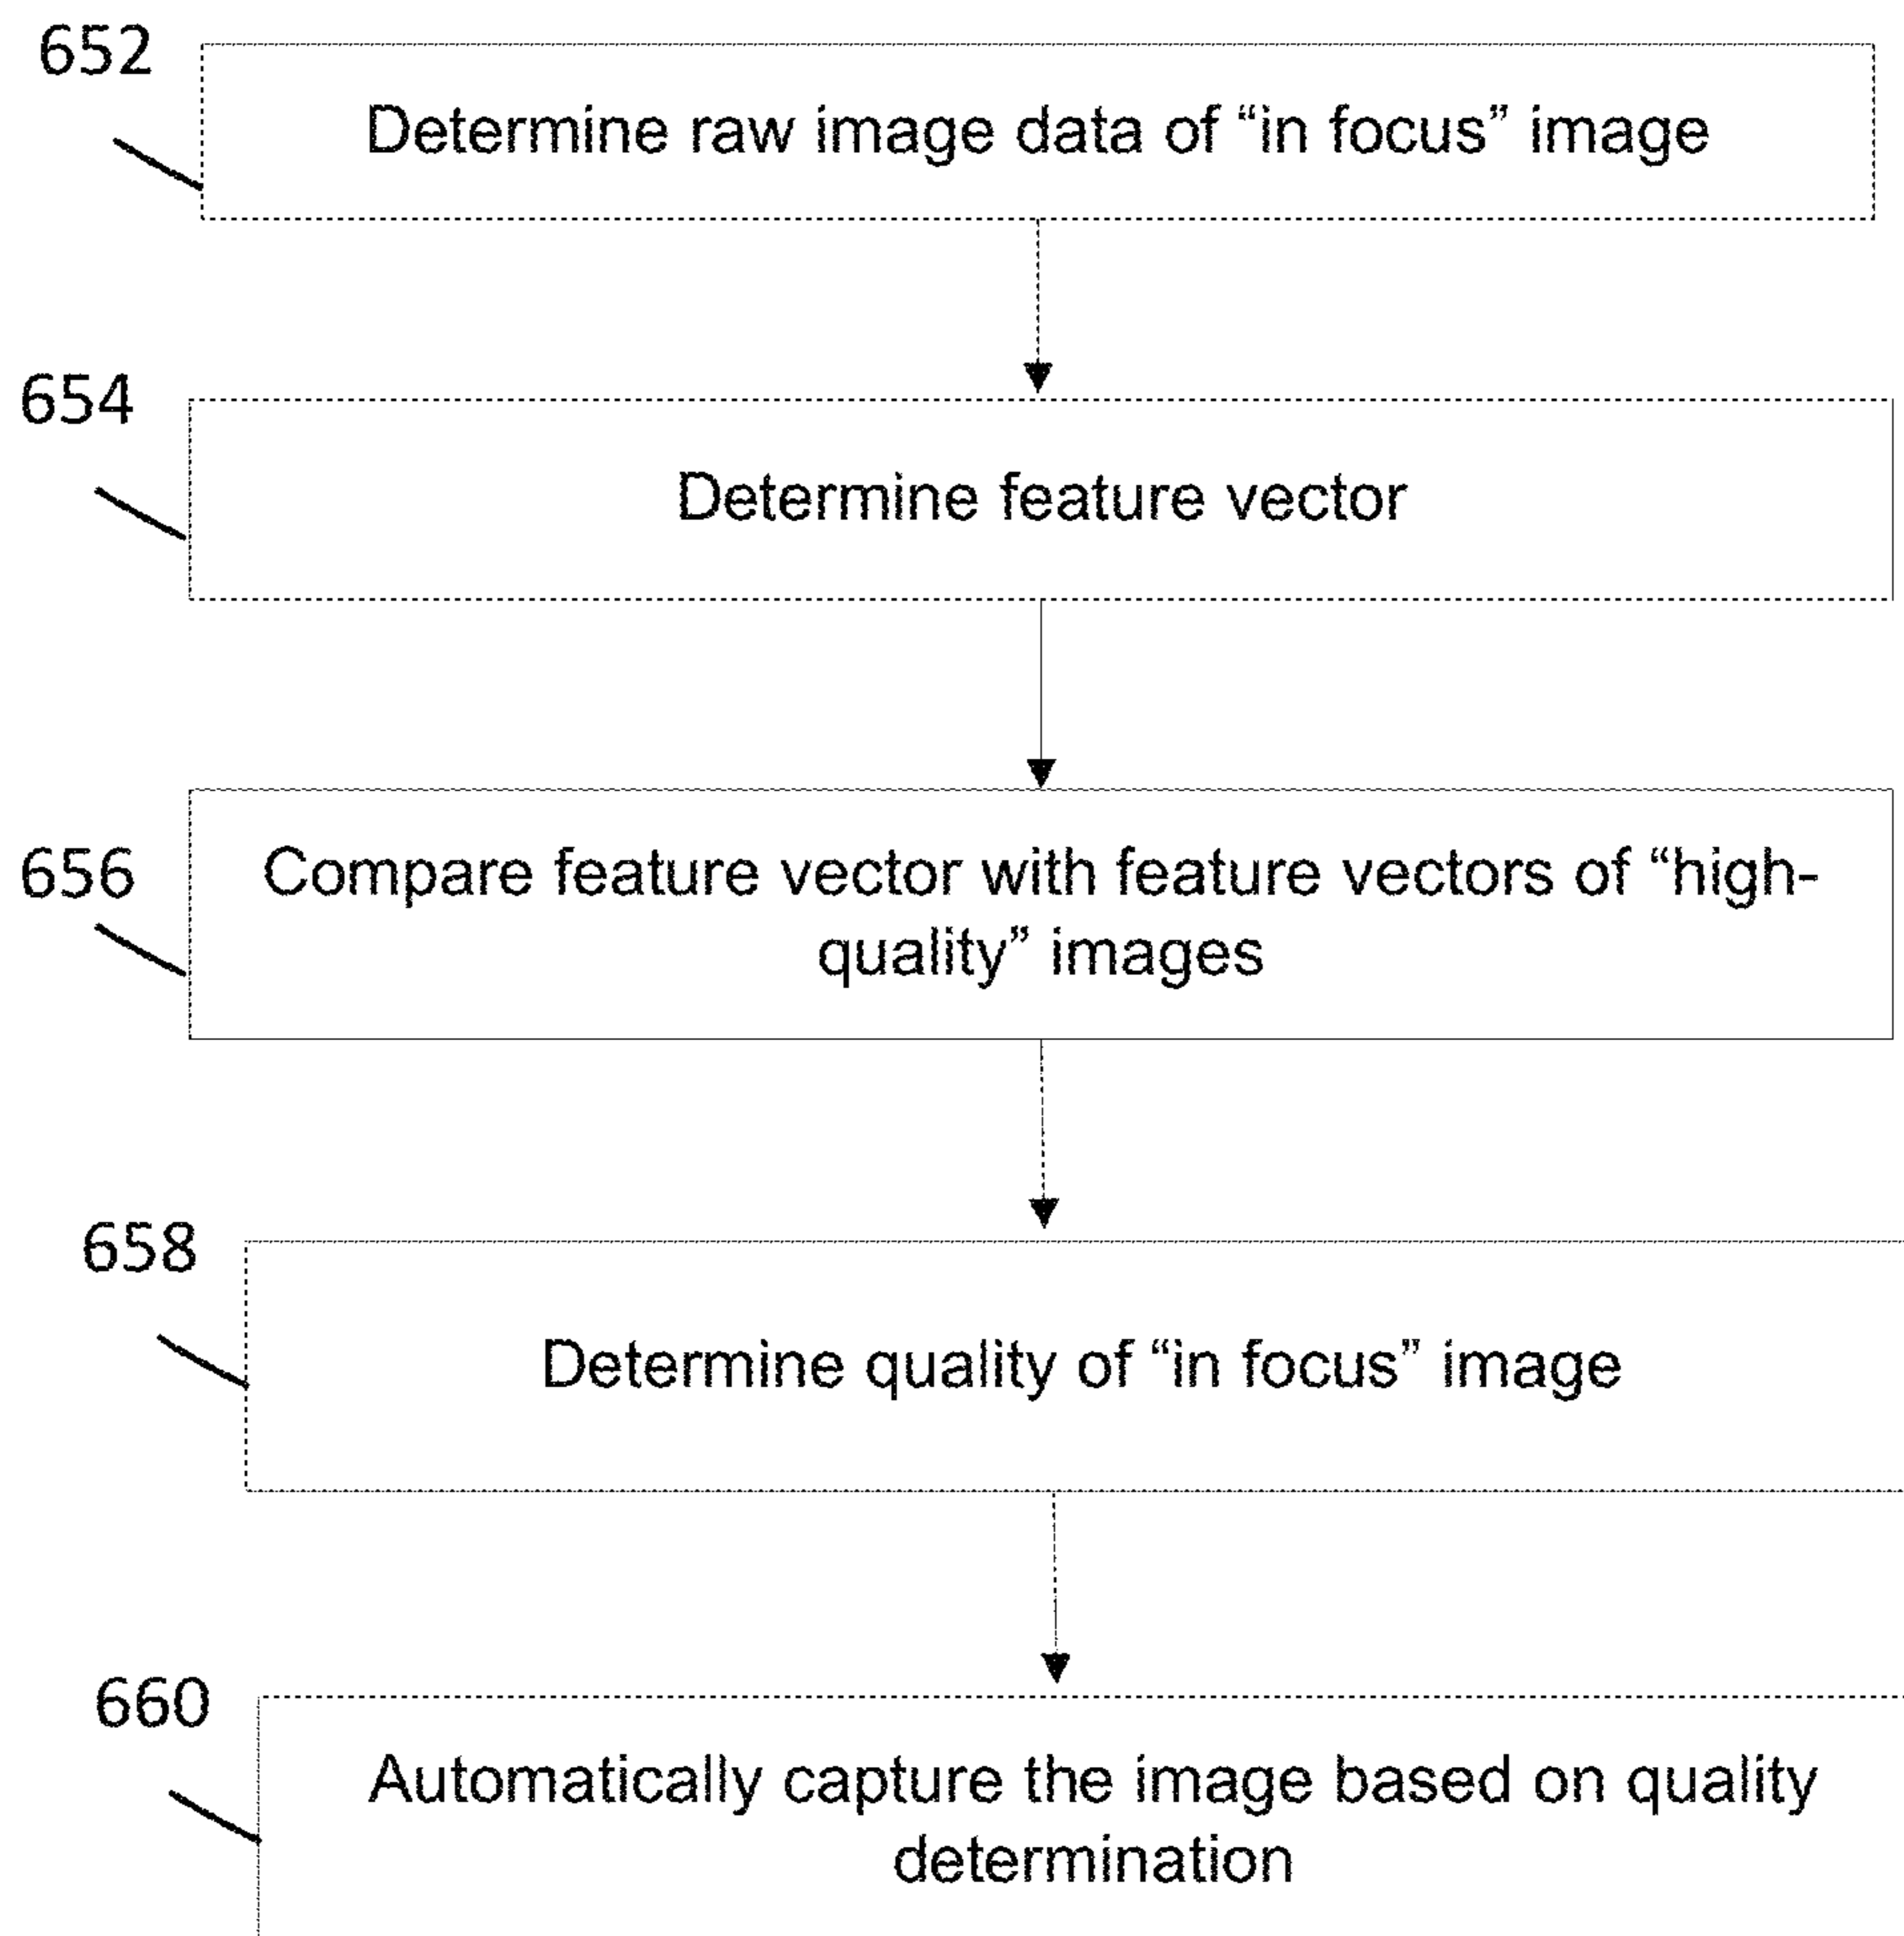 652
Determine raw image data of “in focus” image
654
Determine feature vector
656
Compare feature vector with feature vectors of “high-
quality” images
658
Determine quality of “in focus” image
660
Automatically capture the image based on quality
determination